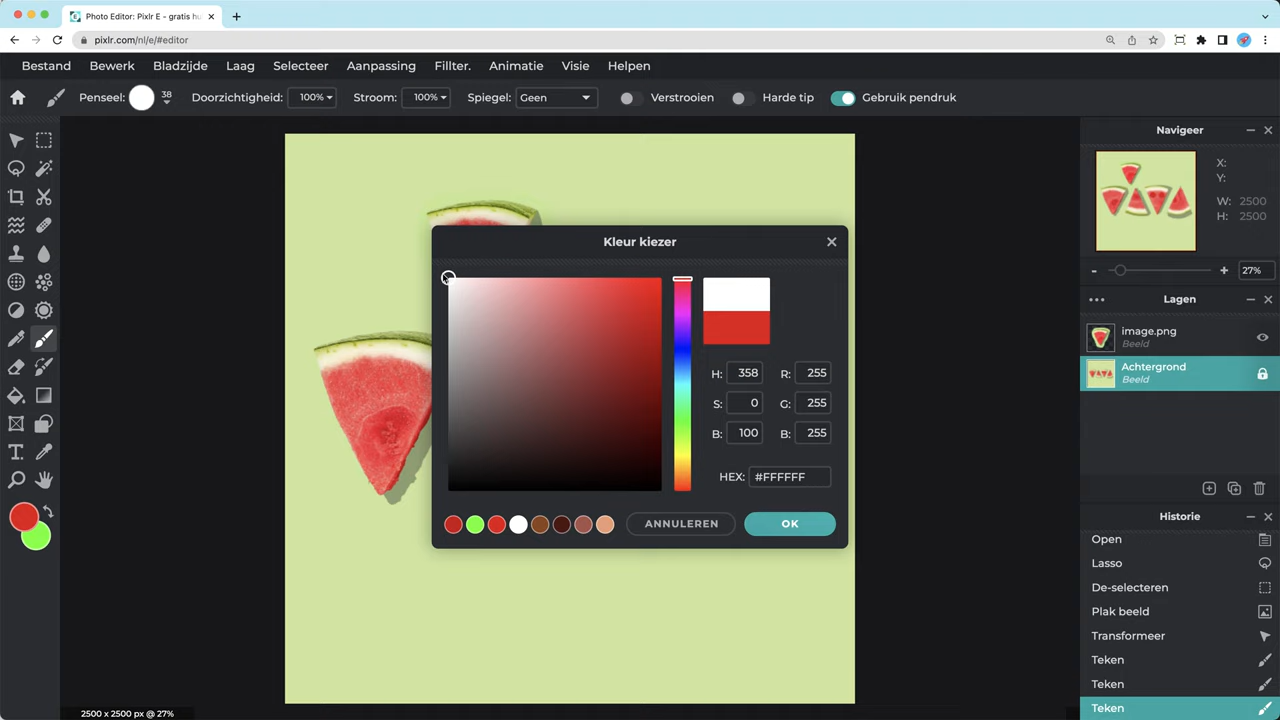 Photo Editor: Pixlr E - gratis hu
pixlr.com/nl/e/#editor
Bestand Bewerk Bladzijde Laag Selecteer Aanpassing Fillter. Animatie Visie Helpen
Penseel: 38 Doorzichtigheid: 100% Stroom: 100% Spiegel: Geen Verstrooien Harde tip Gebruik pendruk
Navigeer
X:
Y:
W: 2500
H: 2500
27%
Lagen
image.png
Beeld
Achtergrond
Beeld
Kleur kiezer
H: 358 R: 255
S: 0 G: 255
B: 100 B: 255
HEX: #FFFFFF
ANNULEREN OK
Historie
Open
Lasso
De-selecteren
Plak beeld
Transformeer
Teken
Teken
Teken
2500 x 2500 px @ 27%